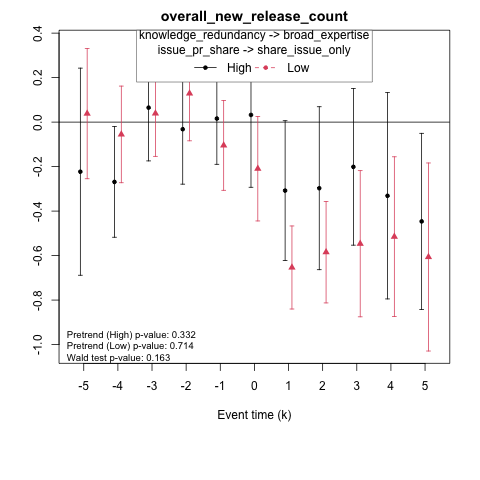 overall_new_release_count
knowledge_redundancy -> broad_expertise
issue_pr_share -> share_issue_only
High Low
0.4
0.2
0.0
-0.2
-0.4
-0.6
-0.8
-1.0
Pretrend (High) p-value: 0.332
Pretrend (Low) p-value: 0.714
Wald test p-value: 0.163
-5 -4 -3 -2 -1 0 1 2 3 4 5
Event time (k)